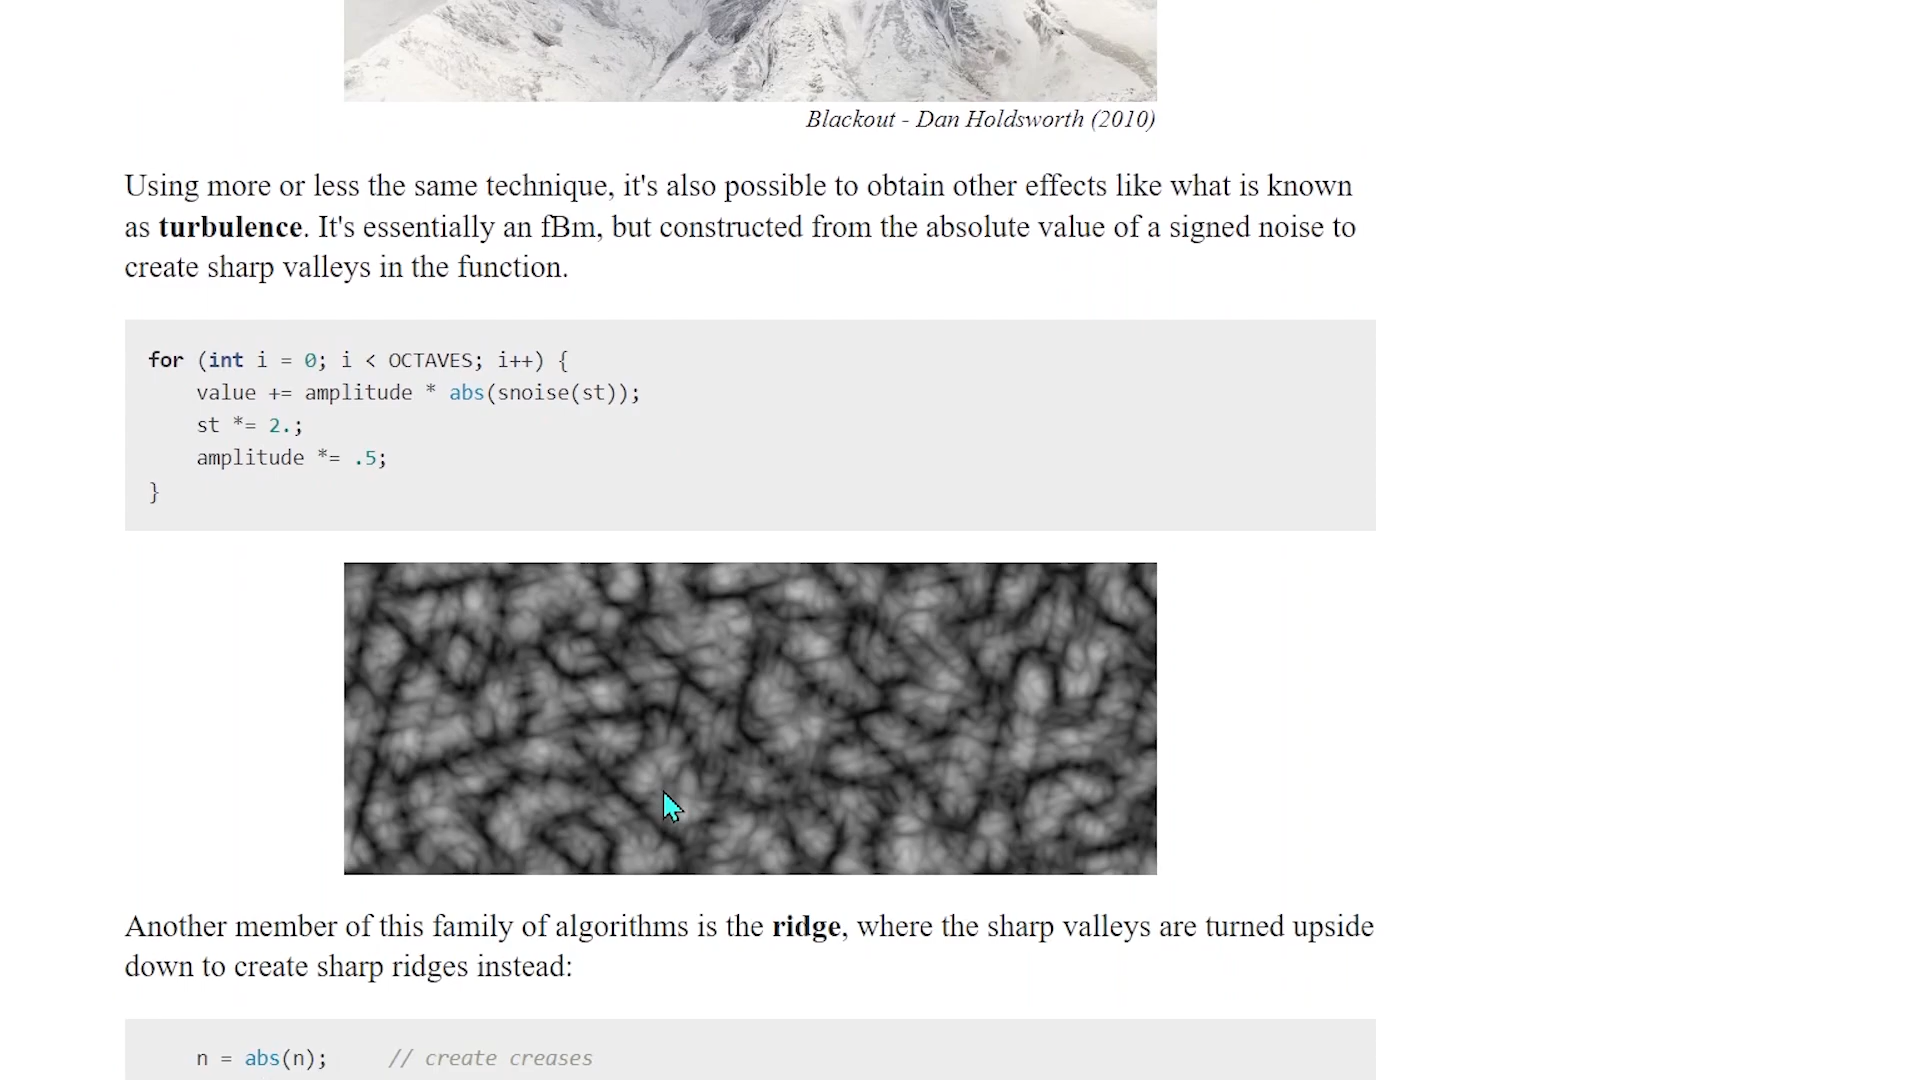 Blackout - Dan Holdsworth (2010)
Using more or less the same technique, it's also possible to obtain other effects like what is known
as turbulence. It's essentially an fBm, but constructed from the absolute value of a signed noise to
create sharp valleys in the function.
for (int i = 0; i < OCTAVES; i++) {
    value += amplitude * abs(snoise(st));
    st *= 2.;
    amplitude *= .5;
}
Another member of this family of algorithms is the ridge, where the sharp valleys are turned upside
down to create sharp ridges instead:
    n = abs(n);     // create creases